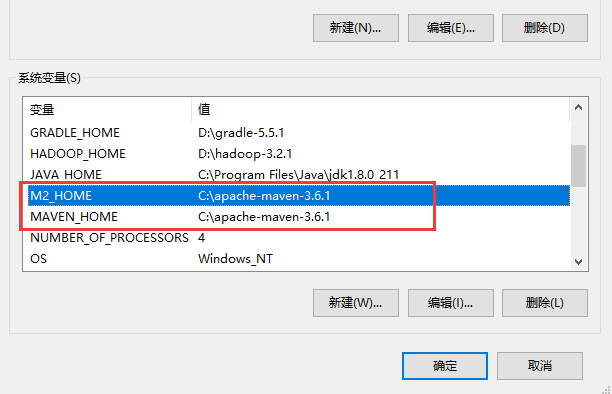 新建(N)... 编辑(E)... 删除(D)
系统变量(S)
变量 值
GRADLE_HOME D:\gradle-5.5.1
HADOOP_HOME D:\hadoop-3.2.1
JAVA_HOME C:\Program Files\Java\jdk1.8.0_211
M2_HOME C:\apache-maven-3.6.1
MAVEN_HOME C:\apache-maven-3.6.1
NUMBER_OF_PROCESSORS 4
OS Windows_NT
新建(W)... 编辑(I)... 删除(L)
确定 取消